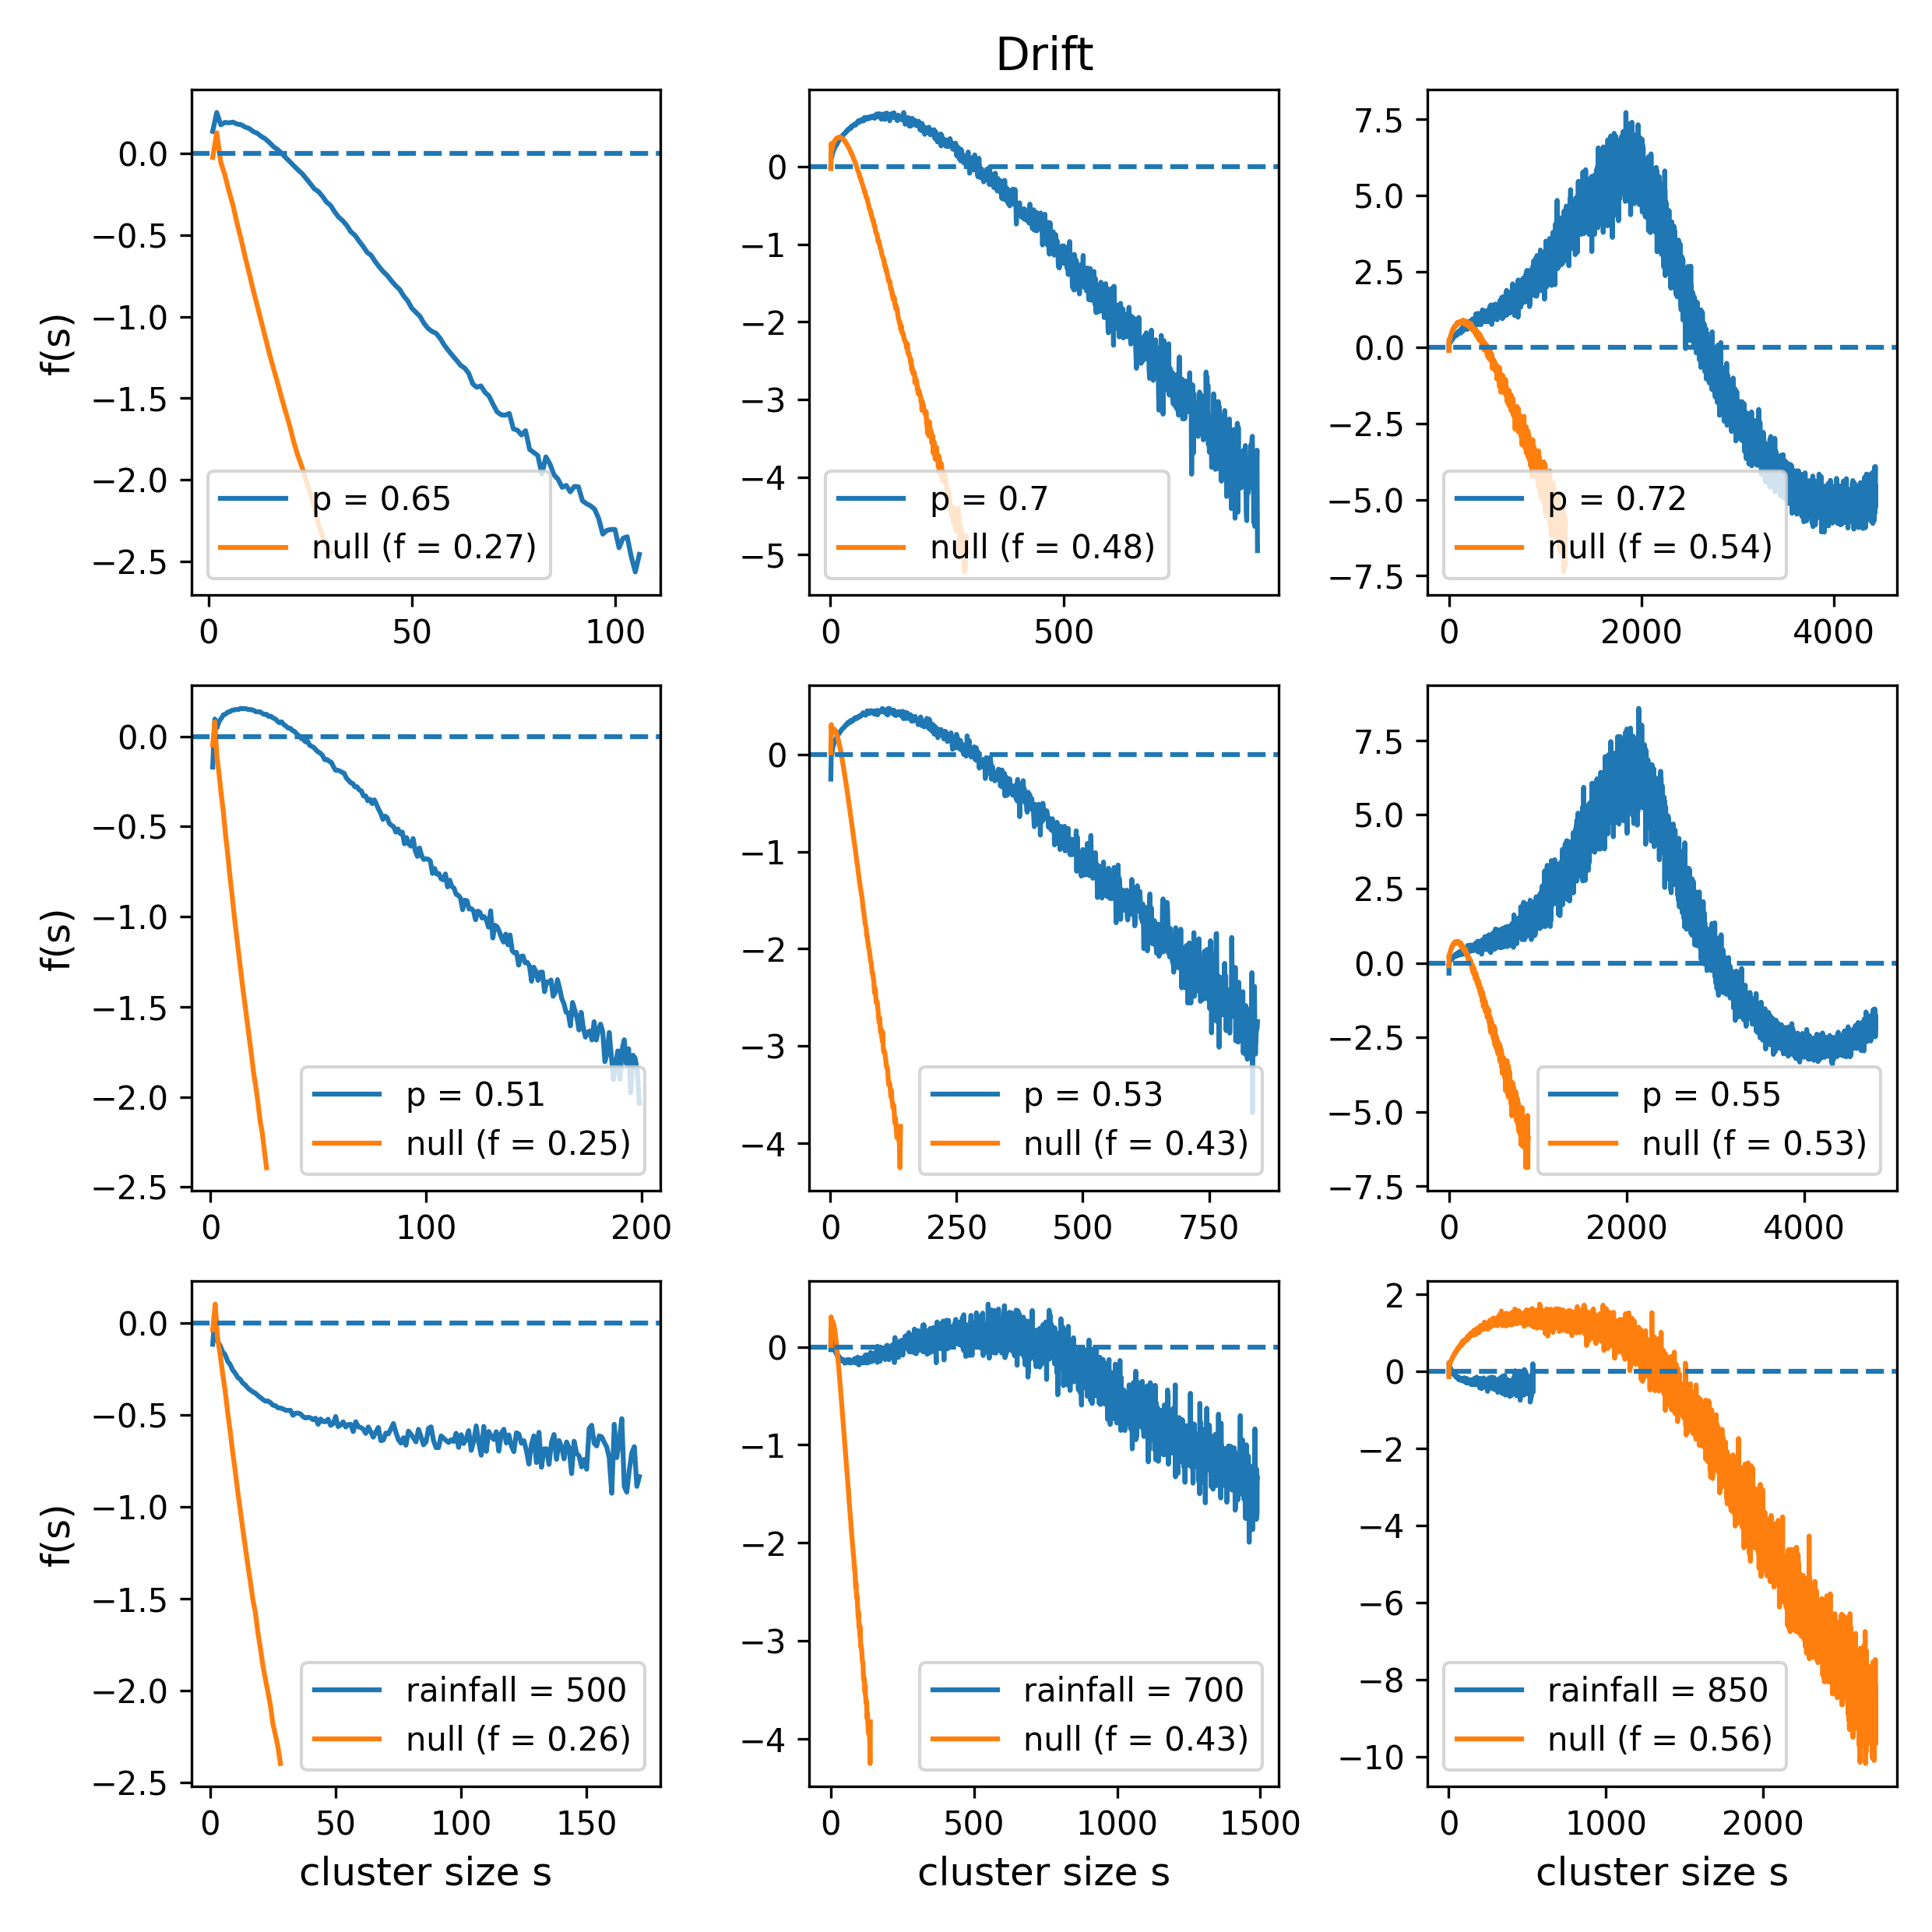 Drift
f(s)
0.0
−0.5
−1.0
−1.5
−2.0
−2.5
p = 0.65
null (f = 0.27)
0 50 100
0
−1
−2
−3
−4
−5
p = 0.7
null (f = 0.48)
0 500
7.5
5.0
2.5
0.0
−2.5
−5.0
−7.5
p = 0.72
null (f = 0.54)
0 2000 4000
f(s)
0.0
−0.5
−1.0
−1.5
−2.0
−2.5
p = 0.51
null (f = 0.25)
0 100 200
0
−1
−2
−3
−4
p = 0.53
null (f = 0.43)
0 250 500 750
7.5
5.0
2.5
0.0
−2.5
−5.0
−7.5
p = 0.55
null (f = 0.53)
0 2000 4000
f(s)
0.0
−0.5
−1.0
−1.5
−2.0
−2.5
rainfall = 500
null (f = 0.26)
0 50 100 150
cluster size s
0
−1
−2
−3
−4
rainfall = 700
null (f = 0.43)
0 500 1000 1500
cluster size s
2
0
−2
−4
−6
−8
−10
rainfall = 850
null (f = 0.56)
0 1000 2000
cluster size s